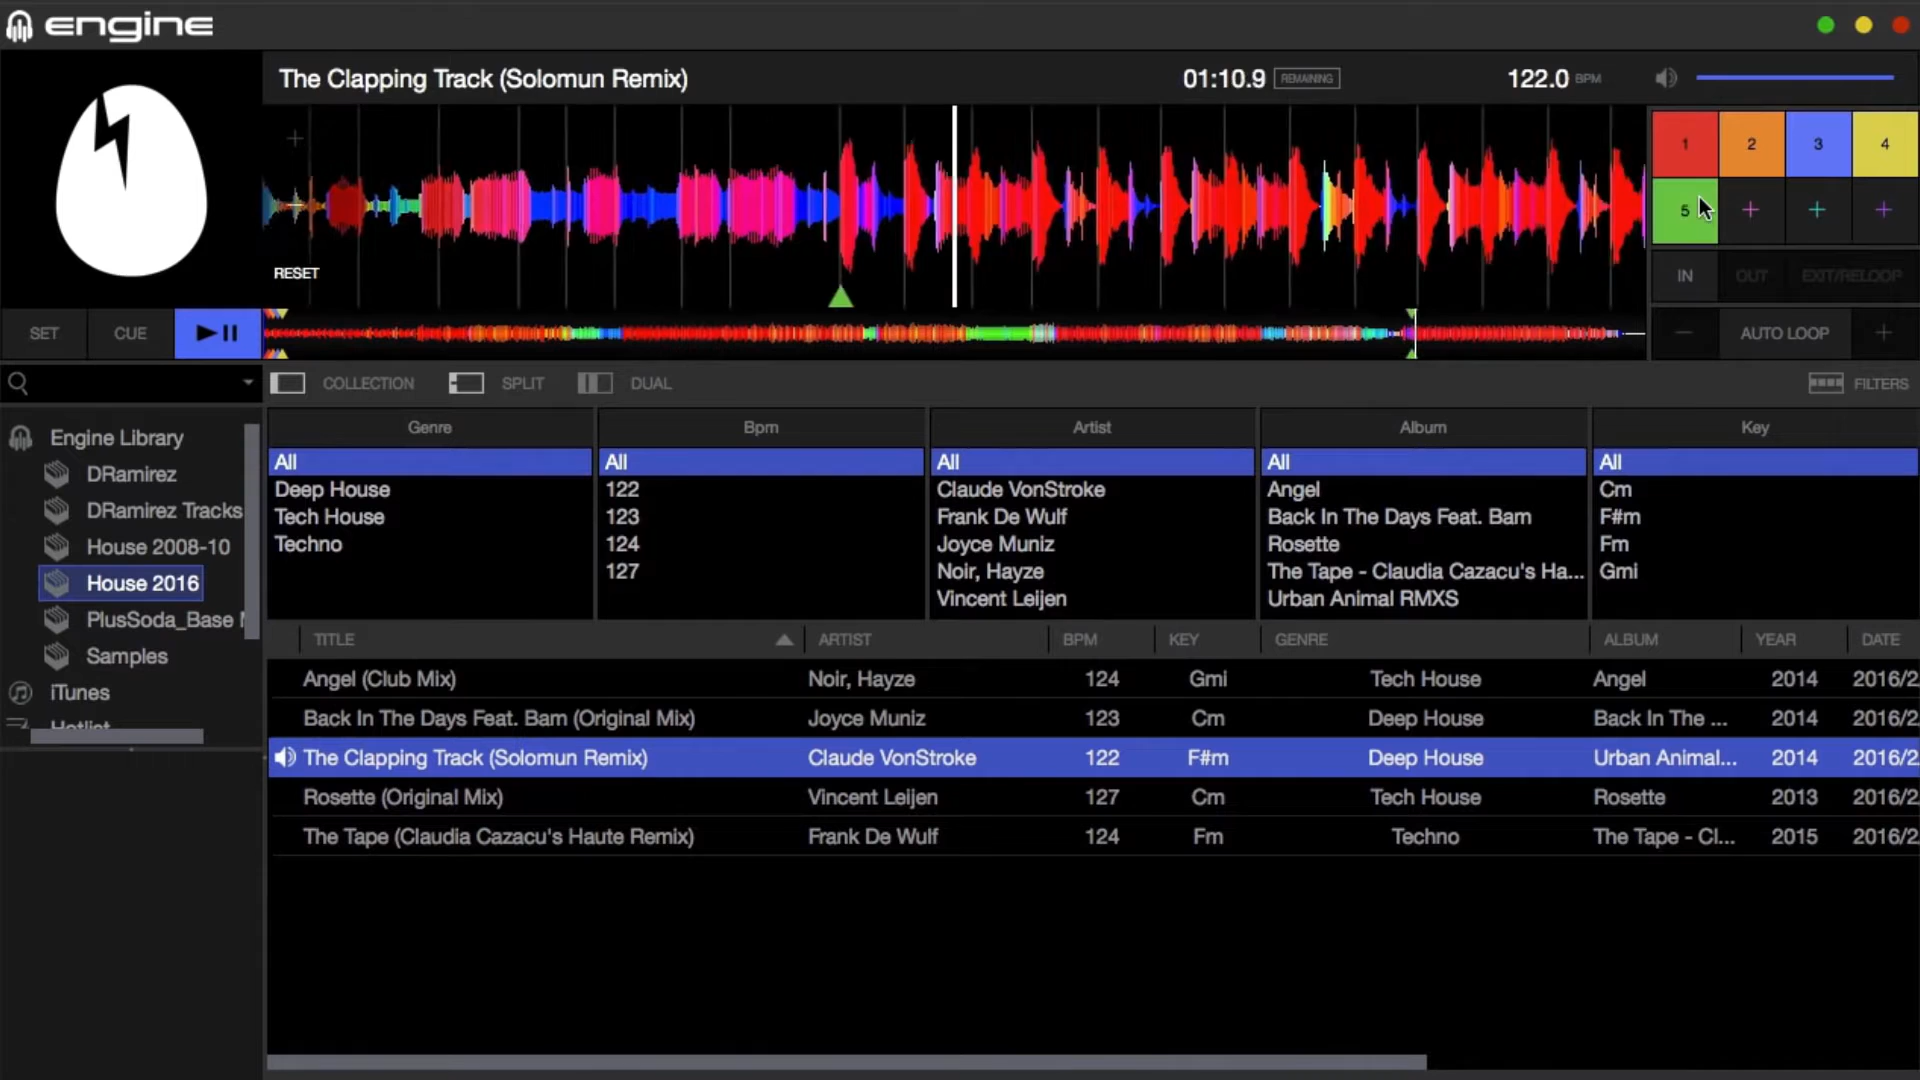 engine
The Clapping Track (Solomun Remix) 01:10.9 REMAINING 122.0 BPM
1 2 3 4
5 + + +
RESET
IN OUT EXIT/RELOOP
SET CUE
− AUTO LOOP +
COLLECTION SPLIT DUAL FILTERS
Engine Library
DRamirez
DRamirez Tracks
House 2008-10
House 2016
PlusSoda_Base
Samples
iTunes
Hotlist
Genre Bpm Artist Album Key
All All All All All
Deep House 122 Claude VonStroke Angel Cm
Tech House 123 Frank De Wulf Back In The Days Feat. Bam F#m
Techno 124 Joyce Muniz Rosette Fm
127 Noir, Hayze The Tape - Claudia Cazacu's Ha... Gmi
Vincent Leijen Urban Animal RMXS
TITLE ARTIST BPM KEY GENRE ALBUM YEAR DATE
Angel (Club Mix) Noir, Hayze 124 Gmi Tech House Angel 2014 2016/2
Back In The Days Feat. Bam (Original Mix) Joyce Muniz 123 Cm Deep House Back In The ... 2014 2016/2
The Clapping Track (Solomun Remix) Claude VonStroke 122 F#m Deep House Urban Animal... 2014 2016/2
Rosette (Original Mix) Vincent Leijen 127 Cm Tech House Rosette 2013 2016/2
The Tape (Claudia Cazacu's Haute Remix) Frank De Wulf 124 Fm Techno The Tape - Cl... 2015 2016/2